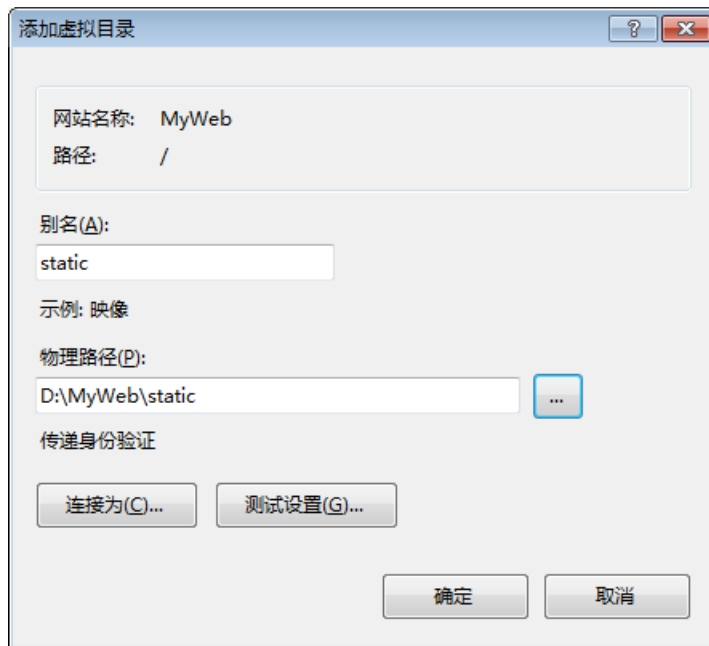 添加虚拟目录
网站名称: MyWeb
路径: /
别名(A):
static
示例: 映像
物理路径(P):
D:\MyWeb\static
...
传递身份验证
连接为(C)... 测试设置(G)...
确定 取消